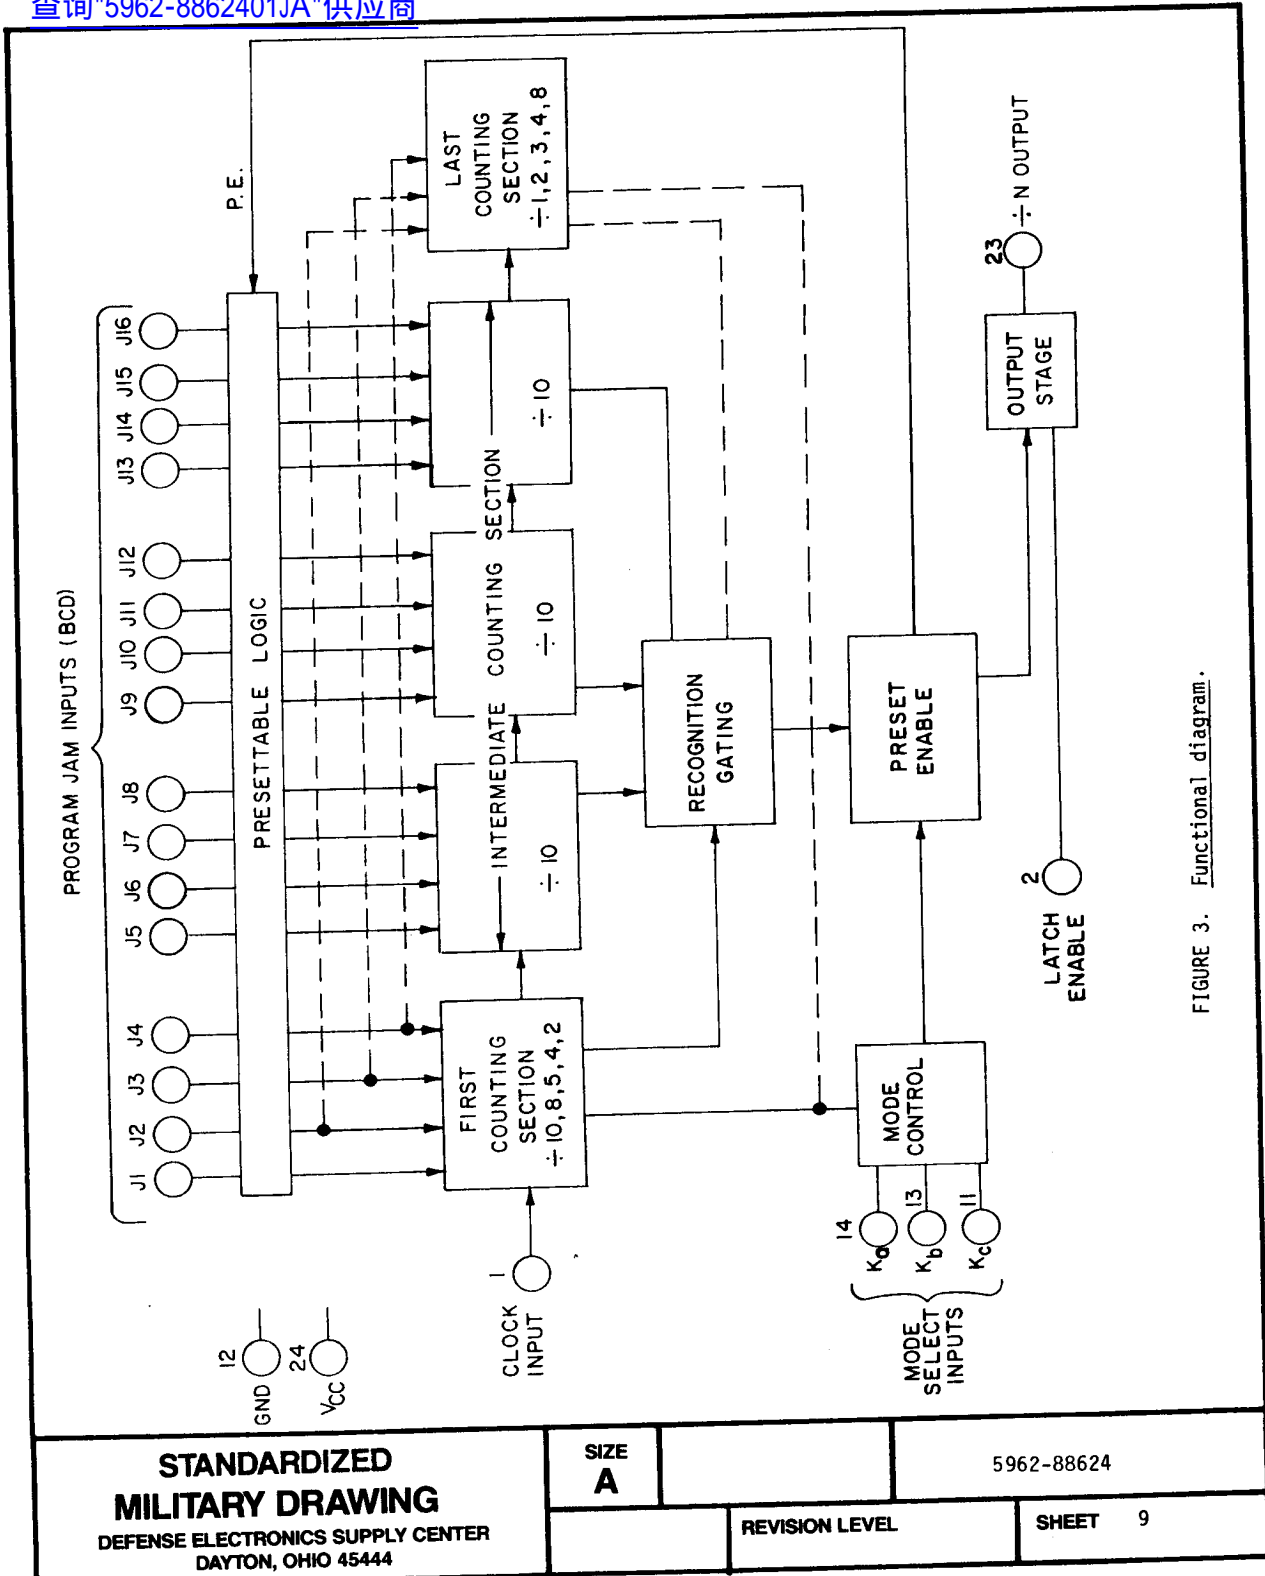 查询"5962-8862401JA"供应商
PROGRAM JAM INPUTS (BCD)
J1
J2
J3
J4
J5
J6
J7
J8
J9
J10
J11
J12
J13
J14
J15
J16
PRESETTABLE LOGIC
P.E.
12
GND
24
VCC
1
CLOCK
INPUT
FIRST
COUNTING
SECTION
÷10,8,5,4,2
INTERMEDIATE COUNTING SECTION
÷10
÷10
÷10
LAST
COUNTING
SECTION
÷1,2,3,4,8
RECOGNITION
GATING
MODE
SELECT
INPUTS
14
Ka
13
Kb
11
Kc
MODE
CONTROL
PRESET
ENABLE
2
LATCH
ENABLE
OUTPUT
STAGE
23
÷N OUTPUT
FIGURE 3. Functional diagram.
STANDARDIZED
MILITARY DRAWING
DEFENSE ELECTRONICS SUPPLY CENTER
DAYTON, OHIO 45444
SIZE
A
5962-88624
REVISION LEVEL
SHEET 9